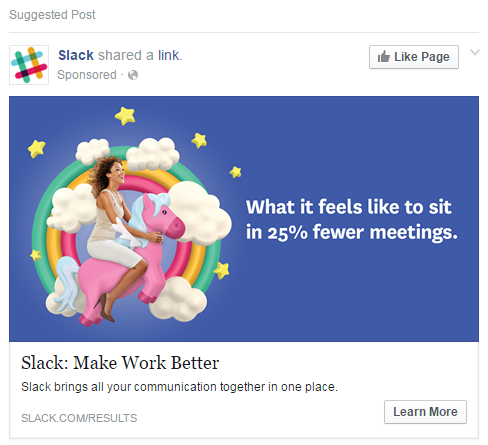 Suggested Post
Slack shared a link.
Like Page
Sponsored ·
What it feels like to sit
in 25% fewer meetings.
Slack: Make Work Better
Slack brings all your communication together in one place.
SLACK.COM/RESULTS
Learn More